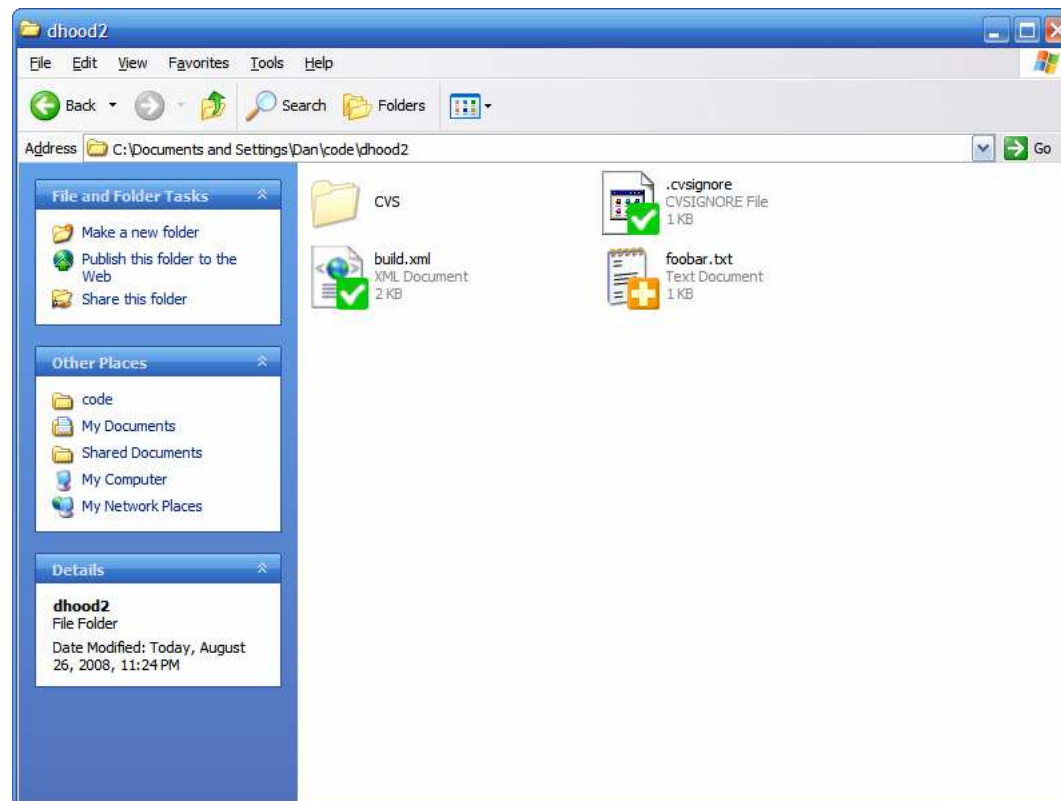 dhood2
File Edit View Favorites Tools Help
Back Search Folders
Address C:\Documents and Settings\Dan\code\dhood2 Go
File and Folder Tasks
Make a new folder
Publish this folder to the
Web
Share this folder
Other Places
code
My Documents
Shared Documents
My Computer
My Network Places
Details
dhood2
File Folder
Date Modified: Today, August
26, 2008, 11:24 PM
CVS
.cvsignore
CVSIGNORE File
1 KB
build.xml
XML Document
2 KB
foobar.txt
Text Document
1 KB